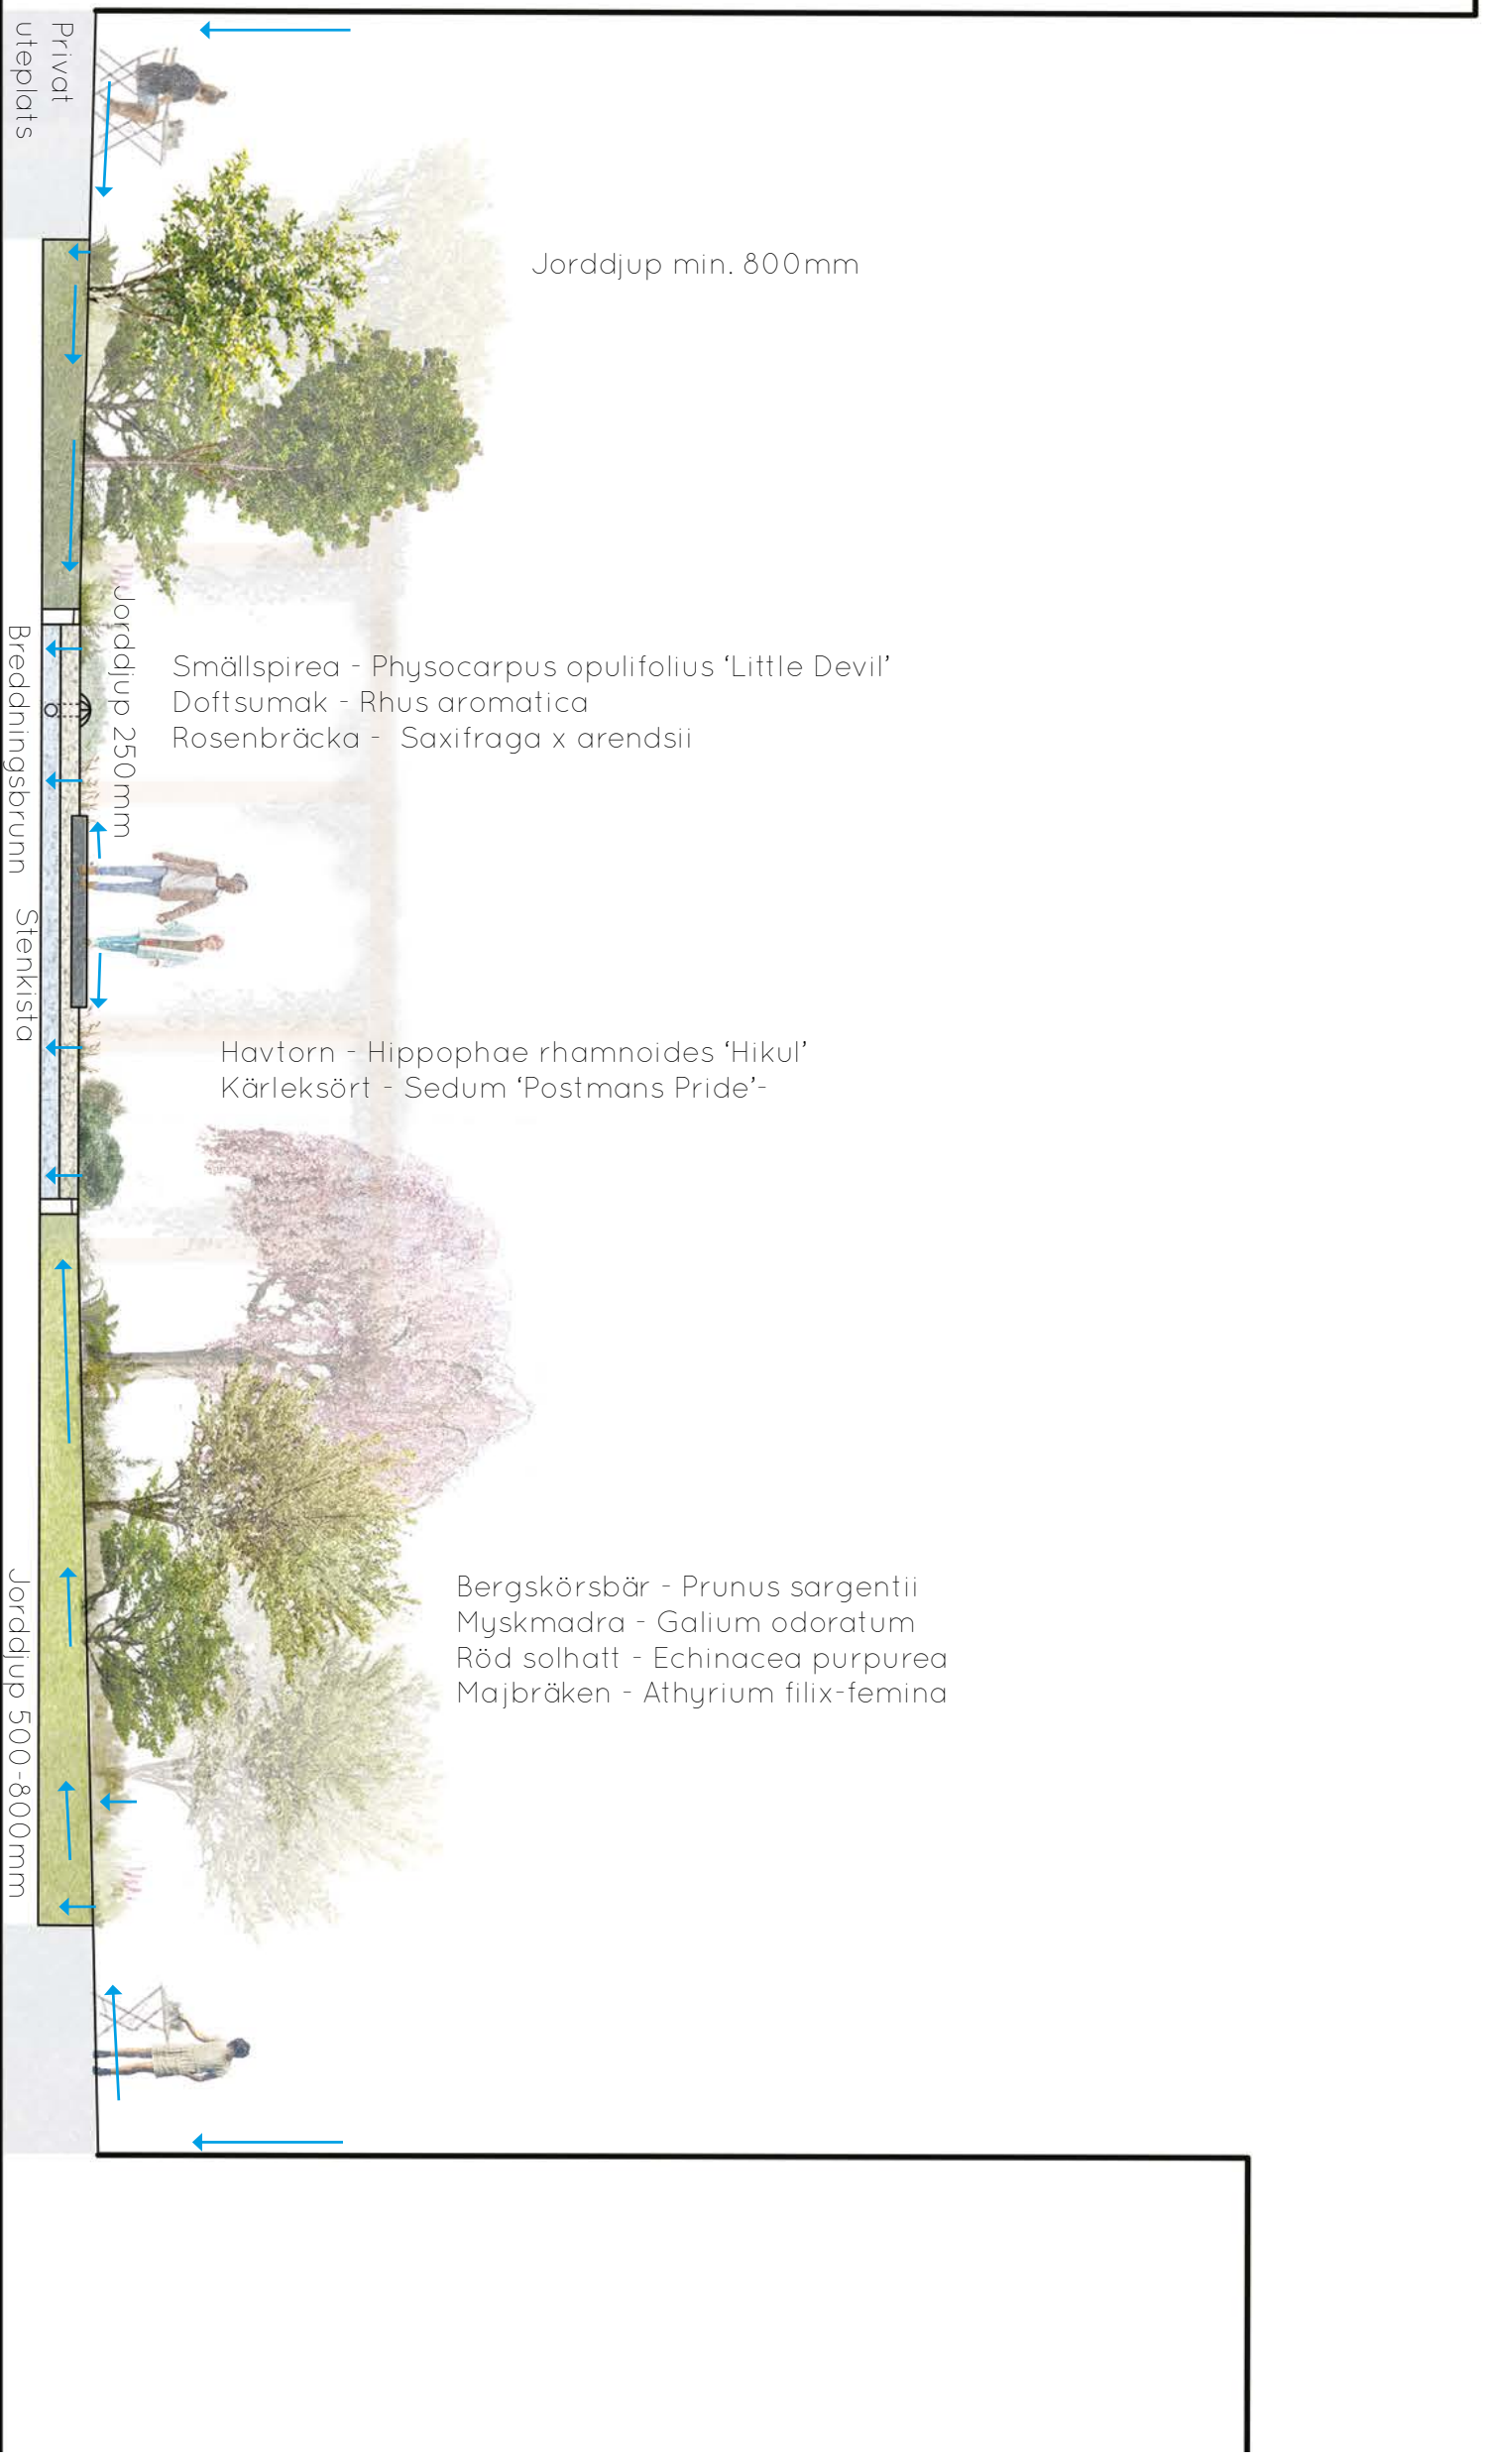 Privat
uteplats
Jorddjup min. 800mm
Jorddjup 250mm
Smällspirea - Physocarpus opulifolius ‘Little Devil’
Doftsumak - Rhus aromatica
Rosenbräcka - Saxifraga x arendsii
Breddningsbrunn
Stenkista
Havtorn - Hippophae rhamnoides ‘Hikul’
Kärleksört - Sedum ‘Postmans Pride’-
Bergskörsbär - Prunus sargentii
Myskmadra - Galium odoratum
Röd solhatt - Echinacea purpurea
Majbräken - Athyrium filix-femina
Jorddjup 500-800mm